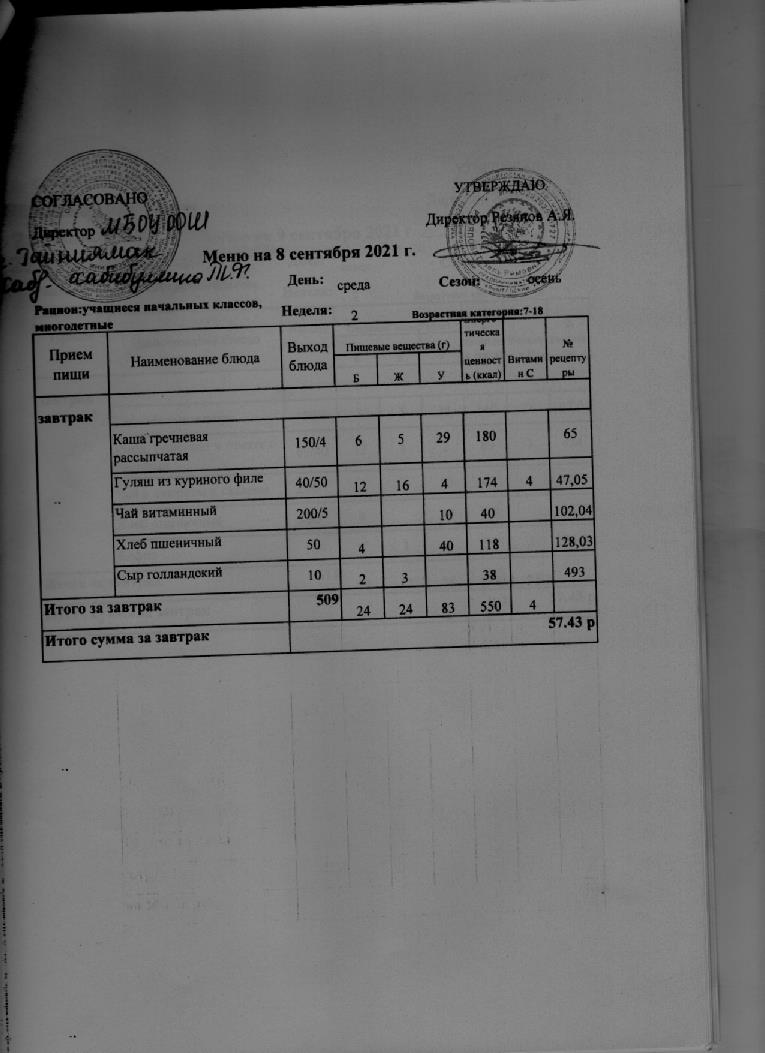 СОГЛАСОВАНО
УТВЕРЖДАЮ
Директор МБОУ ООШ
Директор Резяпов А.Я.
Меню на 8 сентября 2021 г.
День: среда
Сезон: осень
Рацион:учащиеся начальных классов,
многодетные
Неделя: 2
Возрастная категория:7-18
Прием пищи
Наименование блюда
Выход блюда
Пищевые вещества (г)
Б Ж У
тическая ценность (ккал)
Витамин С
№ рецептуры
завтрак
Каша гречневая рассыпчатая 150/4 6 5 29 180 65
Гуляш из куриного филе 40/50 12 16 4 174 4 47,05
Чай витаминный 200/5 10 40 102,04
Хлеб пшеничный 50 4 40 118 128,03
Сыр голландский 10 2 3 38 493
Итого за завтрак 509 24 24 83 550 4
Итого сумма за завтрак 57.43 р